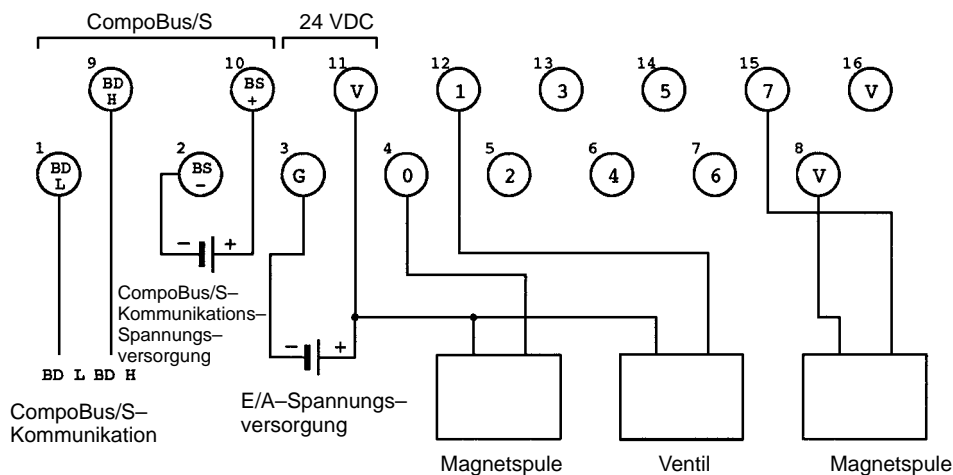 CompoBus/S 24 VDC
9 10 11 12 13 14 15 16
BD H BS + V 1 3 5 7 V
1 2 3 4 5 6 7 8
BD L BS – G 0 2 4 6 V
– +
CompoBus/S–
Kommunikations–
Spannungs–
versorgung
– +
BD L BD H
CompoBus/S–
Kommunikation
E/A–Spannungs–
versorgung
Magnetspule Ventil Magnetspule